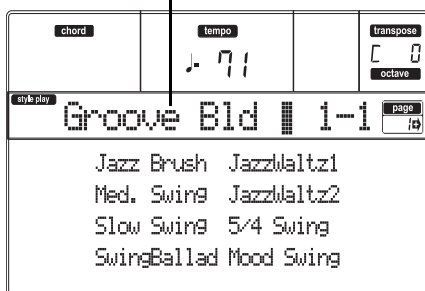 chord tempo transpose
♩- 71 C 0
octave
style play Groove Bld 1-1 page 1
Jazz Brush JazzWaltz1
Med. Swing JazzWaltz2
Slow Swing 5/4 Swing
SwingBallad Mood Swing